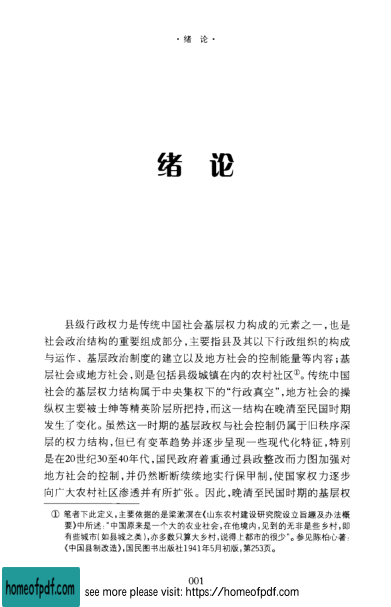 · 绪 论 ·
绪 论
县级行政权力是传统中国社会基层权力构成的元素之一,也是
社会政治结构的重要组成部分,主要指县及其以下行政组织的构成
与运作、基层政治制度的建立以及地方社会的控制能量等内容;基
层社会或地方社会,则是包括县级城镇在内的农村社区①。传统中国
社会的基层权力结构属于中央集权下的“行政真空”,地方社会的操
纵权主要被士绅等精英阶层所把持,而这一结构在晚清至民国时期
发生了变化。虽然这一时期的基层政权与社会控制仍属于旧秩序深
层的权力结构,但已有变革趋势并逐步呈现一些现代化特征,特别
是在20世纪30至40年代,国民政府着重通过县政整改而力图加强对
地方社会的控制,并仍然断断续续地实行保甲制,使国家权力逐步
向广大农村社区渗透并有所扩张。因此,晚清至民国时期的基层权
① 笔者下此定义,主要依据的是梁漱溟在《山东农村建设研究院设立旨趣及办法概
要》中所述:“中国原来是一个大的农业社会,在他境内,见到的无非是些乡村,即
有些城市(如县城之类),亦多数只算大乡村,说得上都市的很少”。参见陈柏心著:
《中国县制改造》,国民图书出版社1941年5月初版,第253页。
001
homeofpdf.com
see more please visit: https://homeofpdf.com